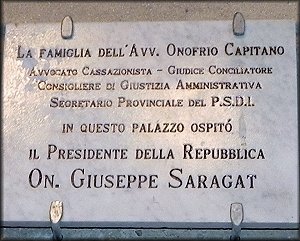 La famiglia dell'Avv. Onofrio Capitano
Avvocato Cassazionista - Giudice Conciliatore
Consigliere di Giustizia Amministrativa
Segretario Provinciale del P.S.D.I.
in questo palazzo ospitó
il Presidente della Repubblica
On. Giuseppe Saragat